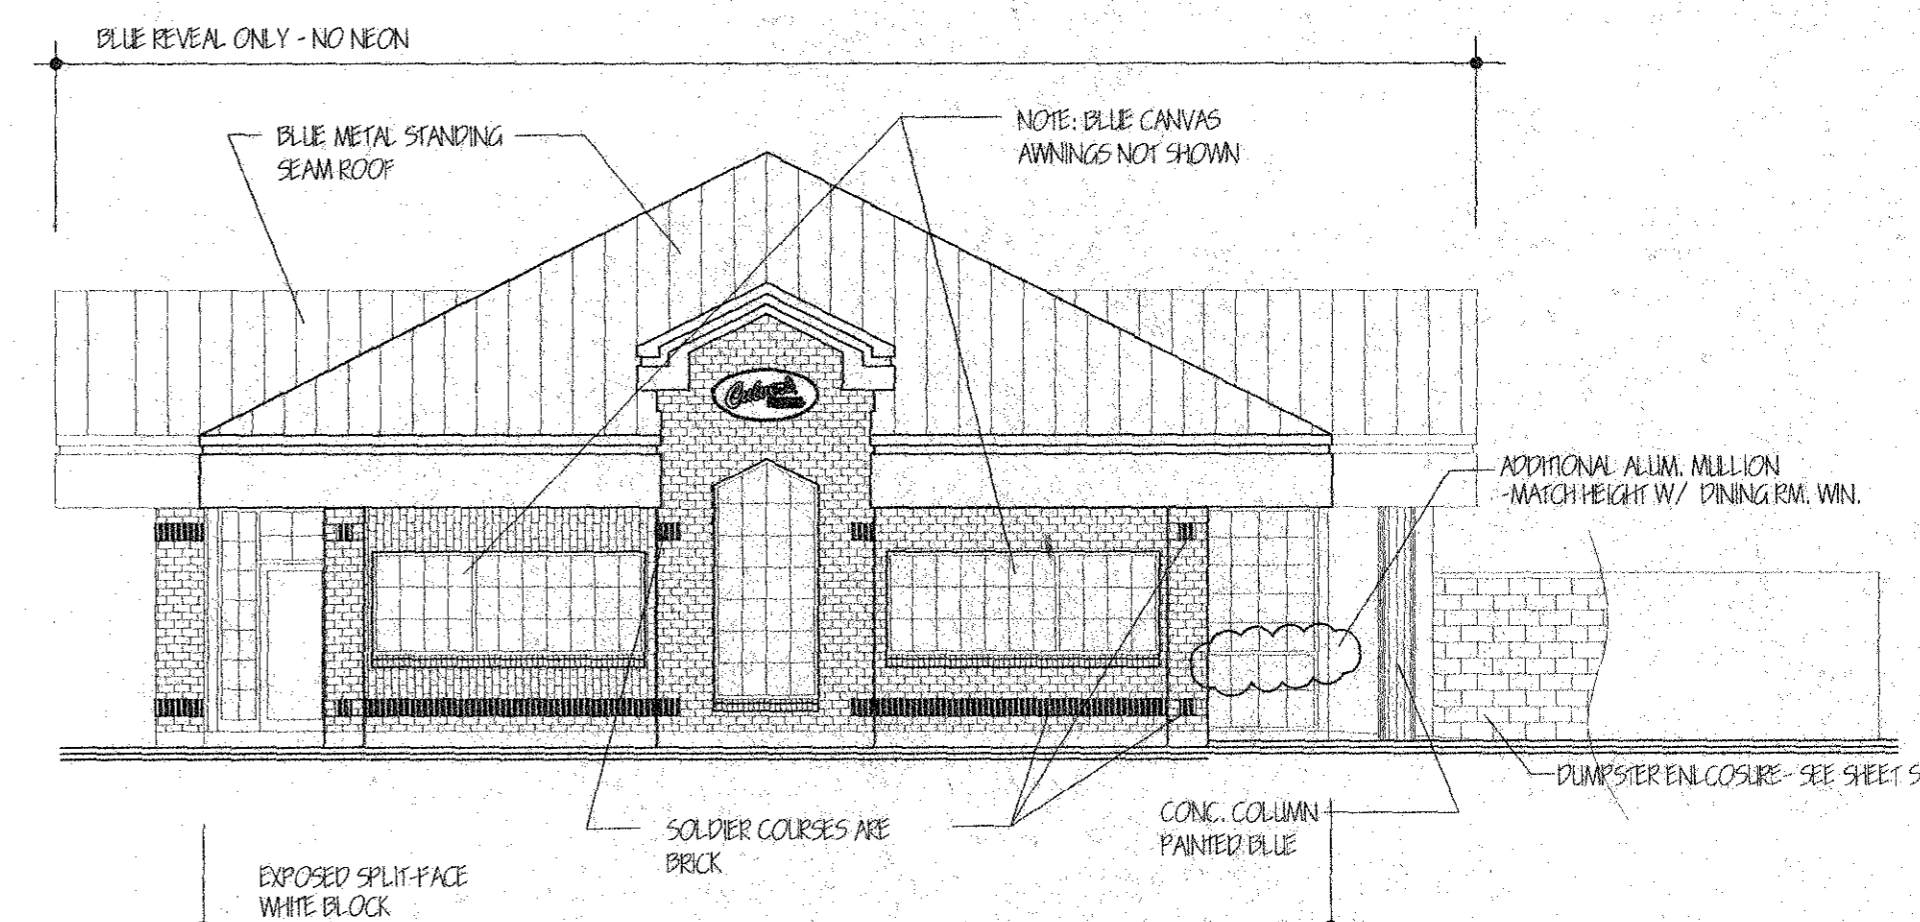 BLUE REVEAL ONLY - NO NEON
BLUE METAL STANDING
SEAM ROOF
NOTE: BLUE CANVAS
AWNINGS NOT SHOWN
Culver's
ADDITIONAL ALUM. MULLION
-MATCH HEIGHT W/ DINING RM. WIN.
DUMPSTER ENLCOSURE- SEE SHEET S
CONC. COLUMN
PAINTED BLUE
SOLDIER COURSES ARE
BRICK
EXPOSED SPLIT-FACE
WHITE BLOCK